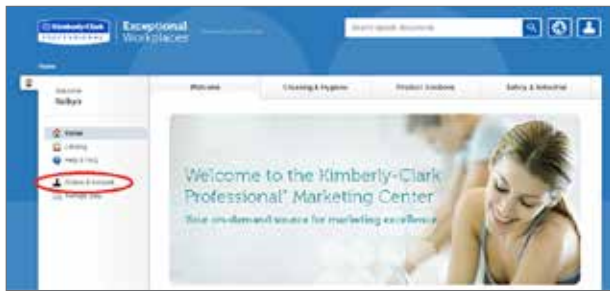 Kimberly-Clark
PROFESSIONAL
Exceptional
Workplaces
Home
Welcome
Welcome
Cleaning & Hygiene
Product Solutions
Safety & Industrial
Home
Catalog
Help & FAQ
Welcome to the Kimberly-Clark
Professional* Marketing Center
Your on-demand source for marketing excellence